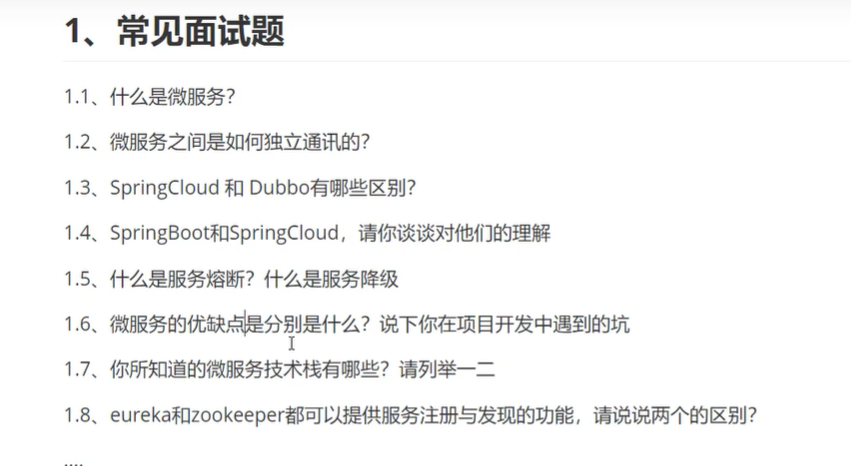 1、常见面试题
1.1、什么是微服务？
1.2、微服务之间是如何独立通讯的？
1.3、SpringCloud 和 Dubbo有哪些区别？
1.4、SpringBoot和SpringCloud，请你谈谈对他们的理解
1.5、什么是服务熔断？什么是服务降级
1.6、微服务的优缺点是分别是什么？说下你在项目开发中遇到的坑
1.7、你所知道的微服务技术栈有哪些？请列举一二
1.8、eureka和zookeeper都可以提供服务注册与发现的功能，请说说两个的区别？
....